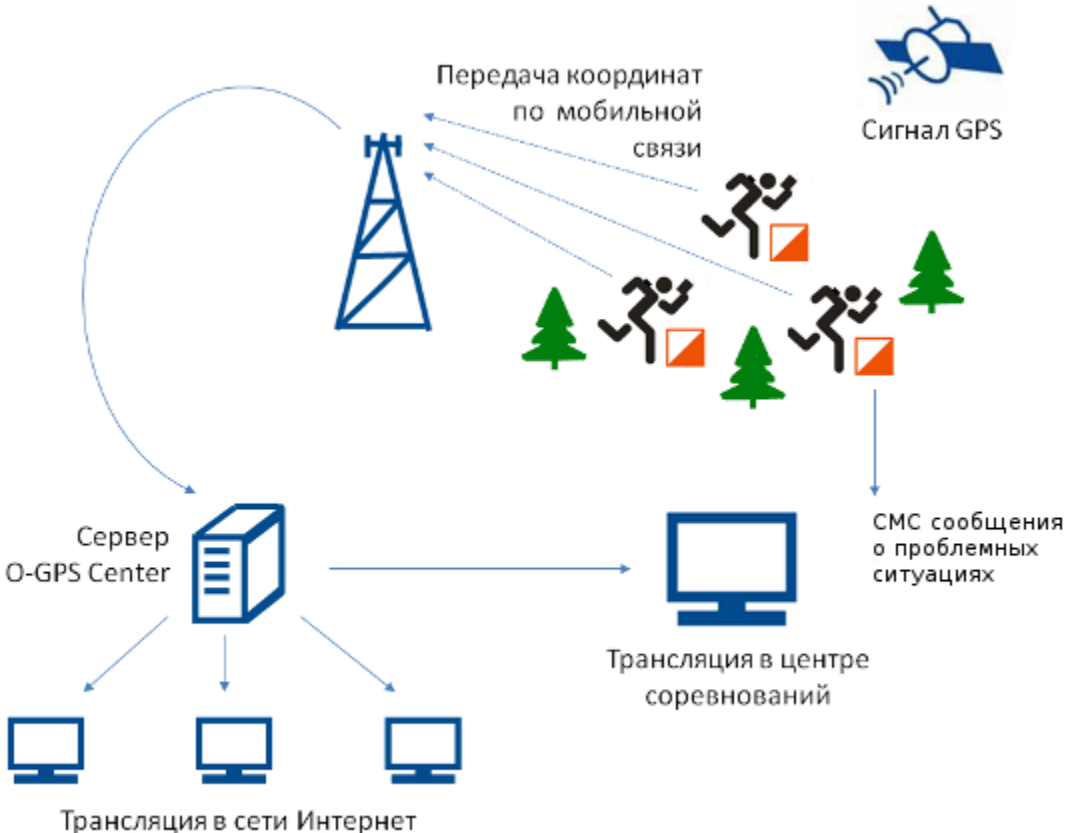 Передача координат
по мобильной
связи
Сигнал GPS
Сервер
O-GPS Center
СМС сообщения
о проблемных
ситуациях
Трансляция в центре
соревнований
Трансляция в сети Интернет